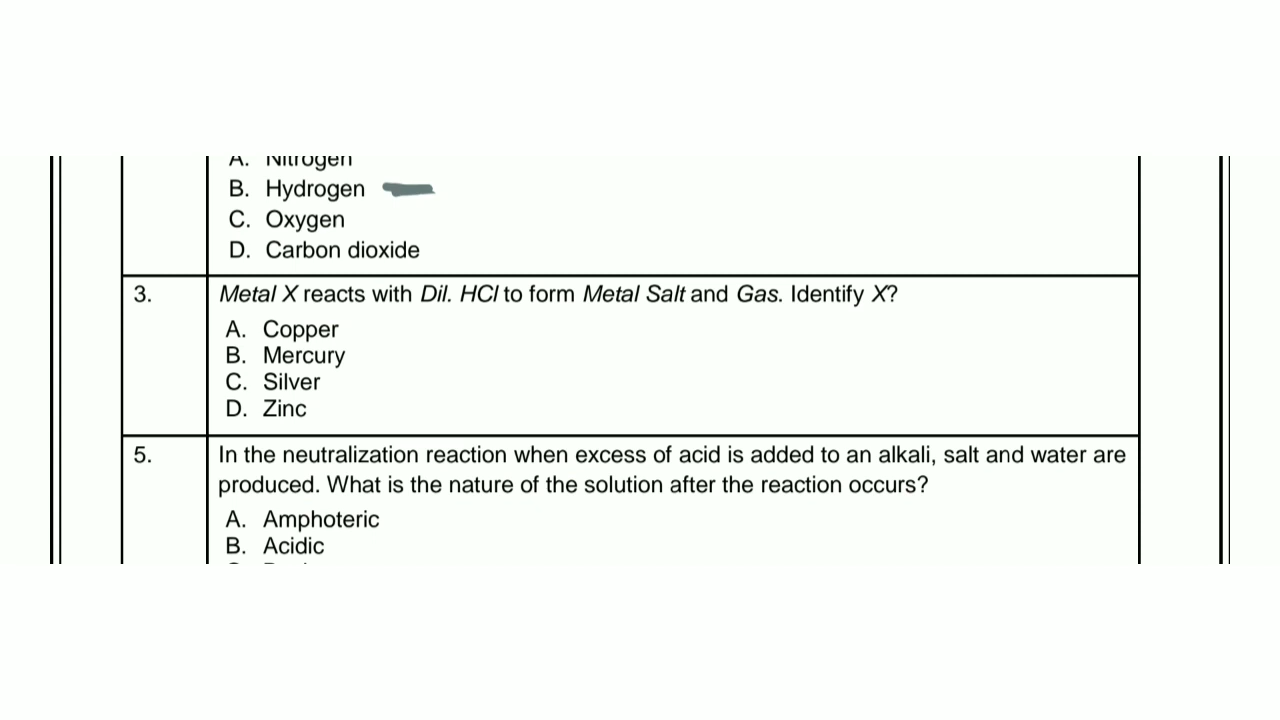 A. Nitrogen
B. Hydrogen
C. Oxygen
D. Carbon dioxide
3. Metal X reacts with Dil. HCl to form Metal Salt and Gas. Identify X?
A. Copper
B. Mercury
C. Silver
D. Zinc
5. In the neutralization reaction when excess of acid is added to an alkali, salt and water are
produced. What is the nature of the solution after the reaction occurs?
A. Amphoteric
B. Acidic